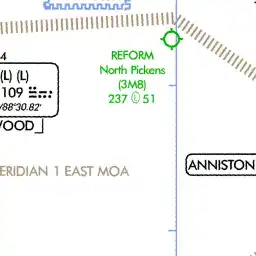 4
(L) (L)
109
/88°30.82'
WOOD
REFORM
North Pickens
(3M8)
237 Ⓛ 51
ANNISTON
ERIDIAN 1 EAST MOA